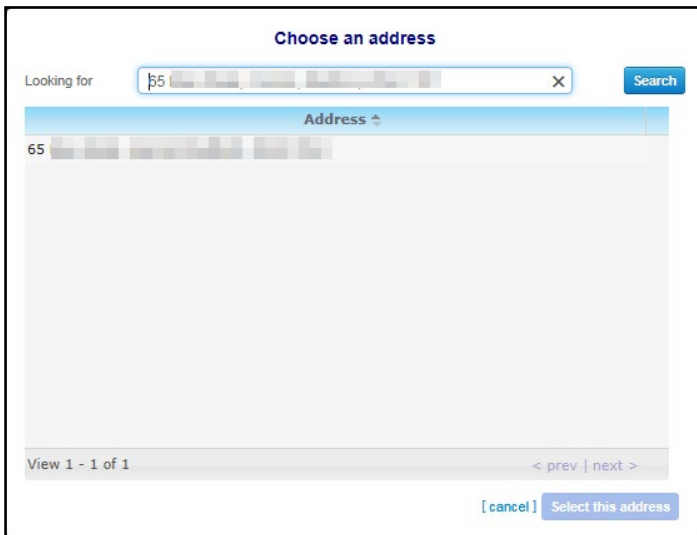 Choose an address
Looking for 65 Search
Address
65
View 1 - 1 of 1 < prev | next >
[ cancel ] Select this address